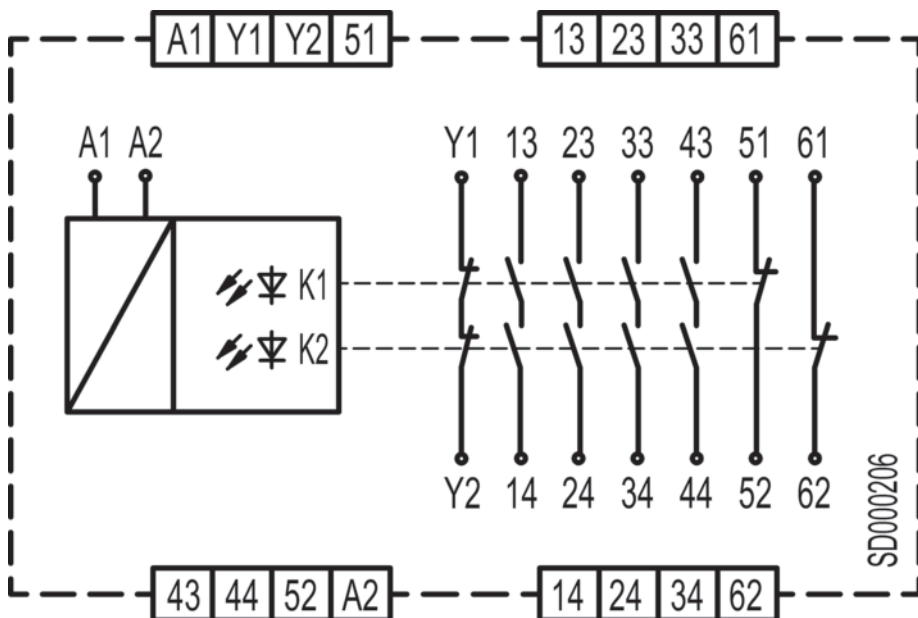 A1 Y1 Y2 51 13 23 33 61
A1 A2 Y1 13 23 33 43 51 61
K1
K2
Y2 14 24 34 44 52 62
SD000206
43 44 52 A2 14 24 34 62